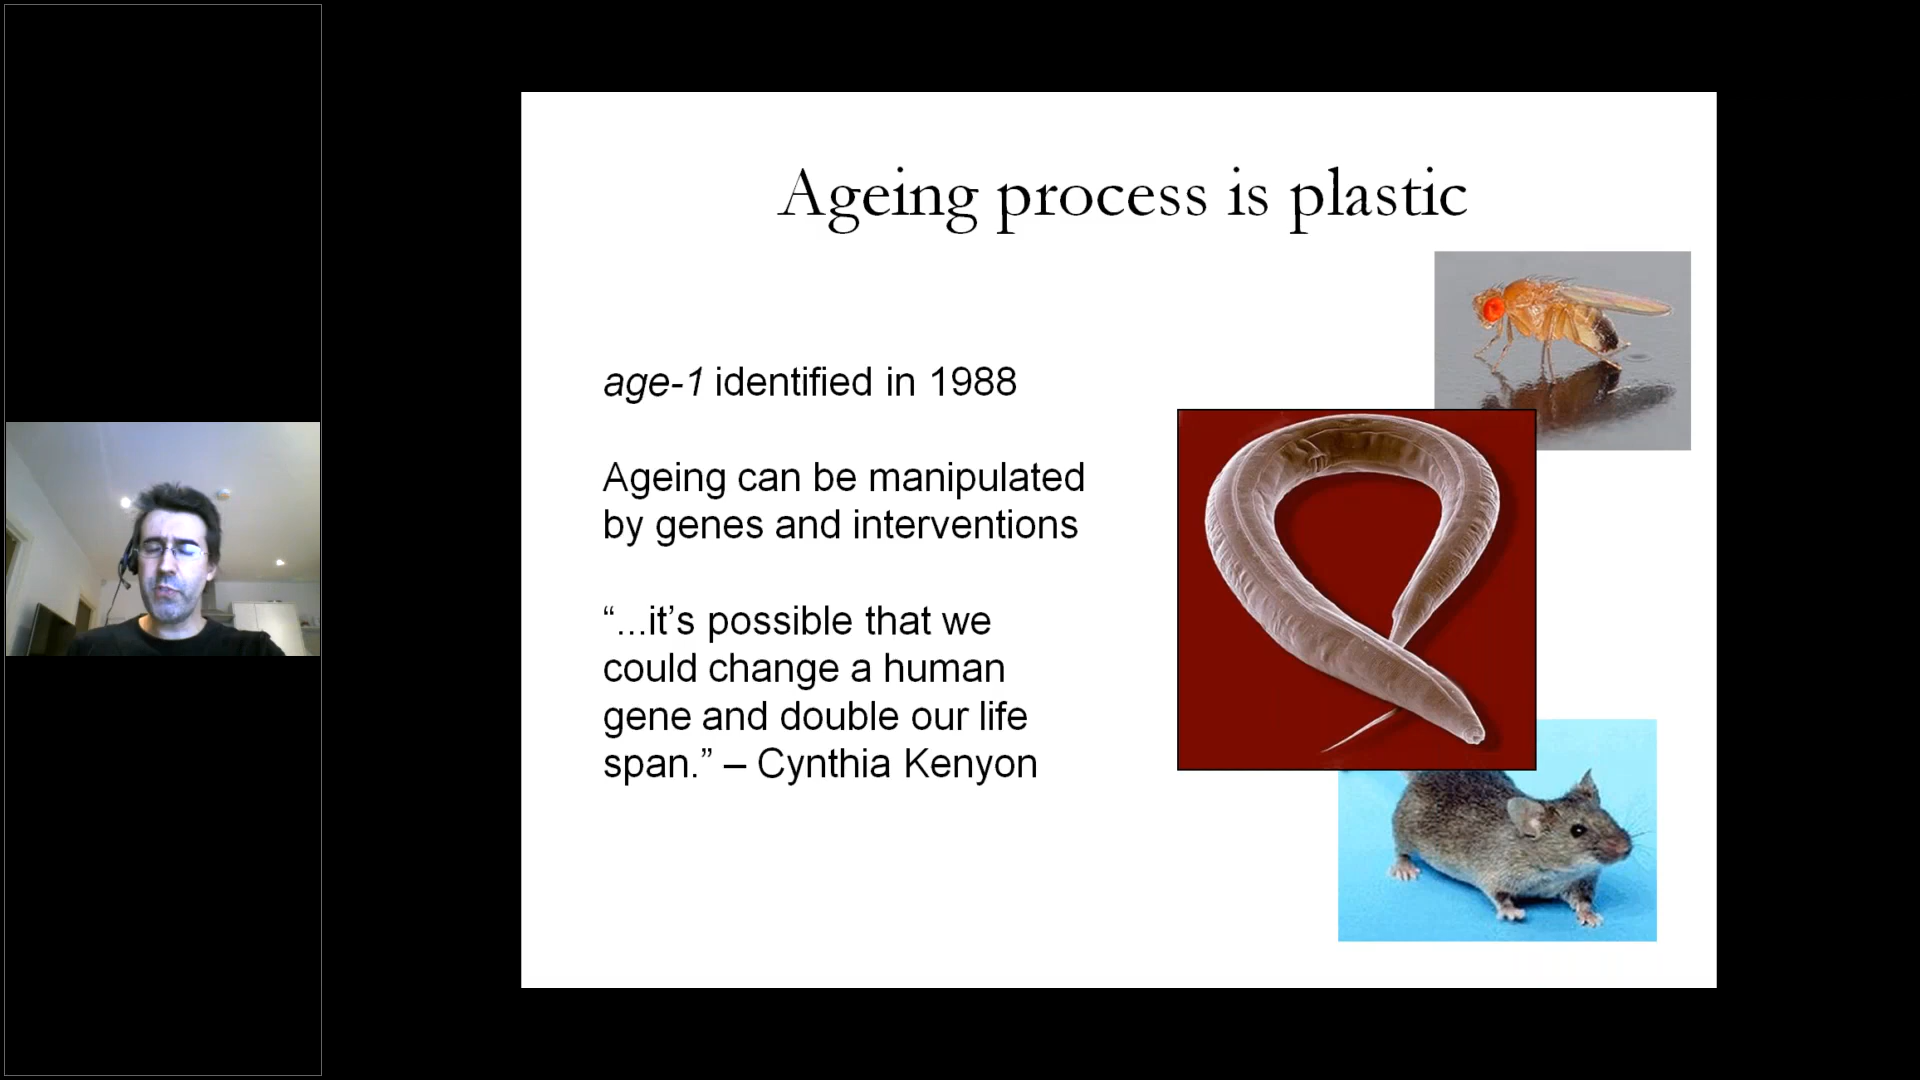 Ageing process is plastic
age-1 identified in 1988
Ageing can be manipulated
by genes and interventions
“...it’s possible that we
could change a human
gene and double our life
span.” – Cynthia Kenyon